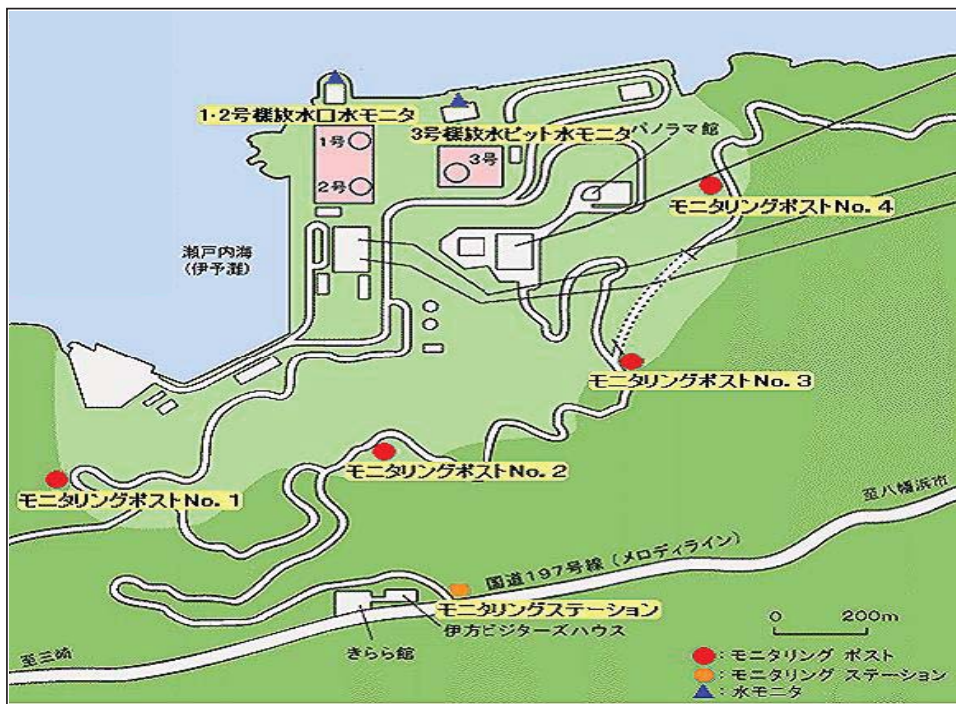 1・2号機放水口水モニタ
3号機放水ピット水モニタ
パノラマ館
1号
2号
3号
モニタリングポストNo. 4
瀬戸内海
(伊予灘)
モニタリングポストNo. 3
モニタリングポストNo. 2
モニタリングポストNo. 1
至八幡浜市
国道197号線 (メロディライン)
モニタリングステーション
伊方ビジターズハウス
きらら館
至三崎
0 200m
:モニタリング ポスト
:モニタリング ステーション
:水モニタ